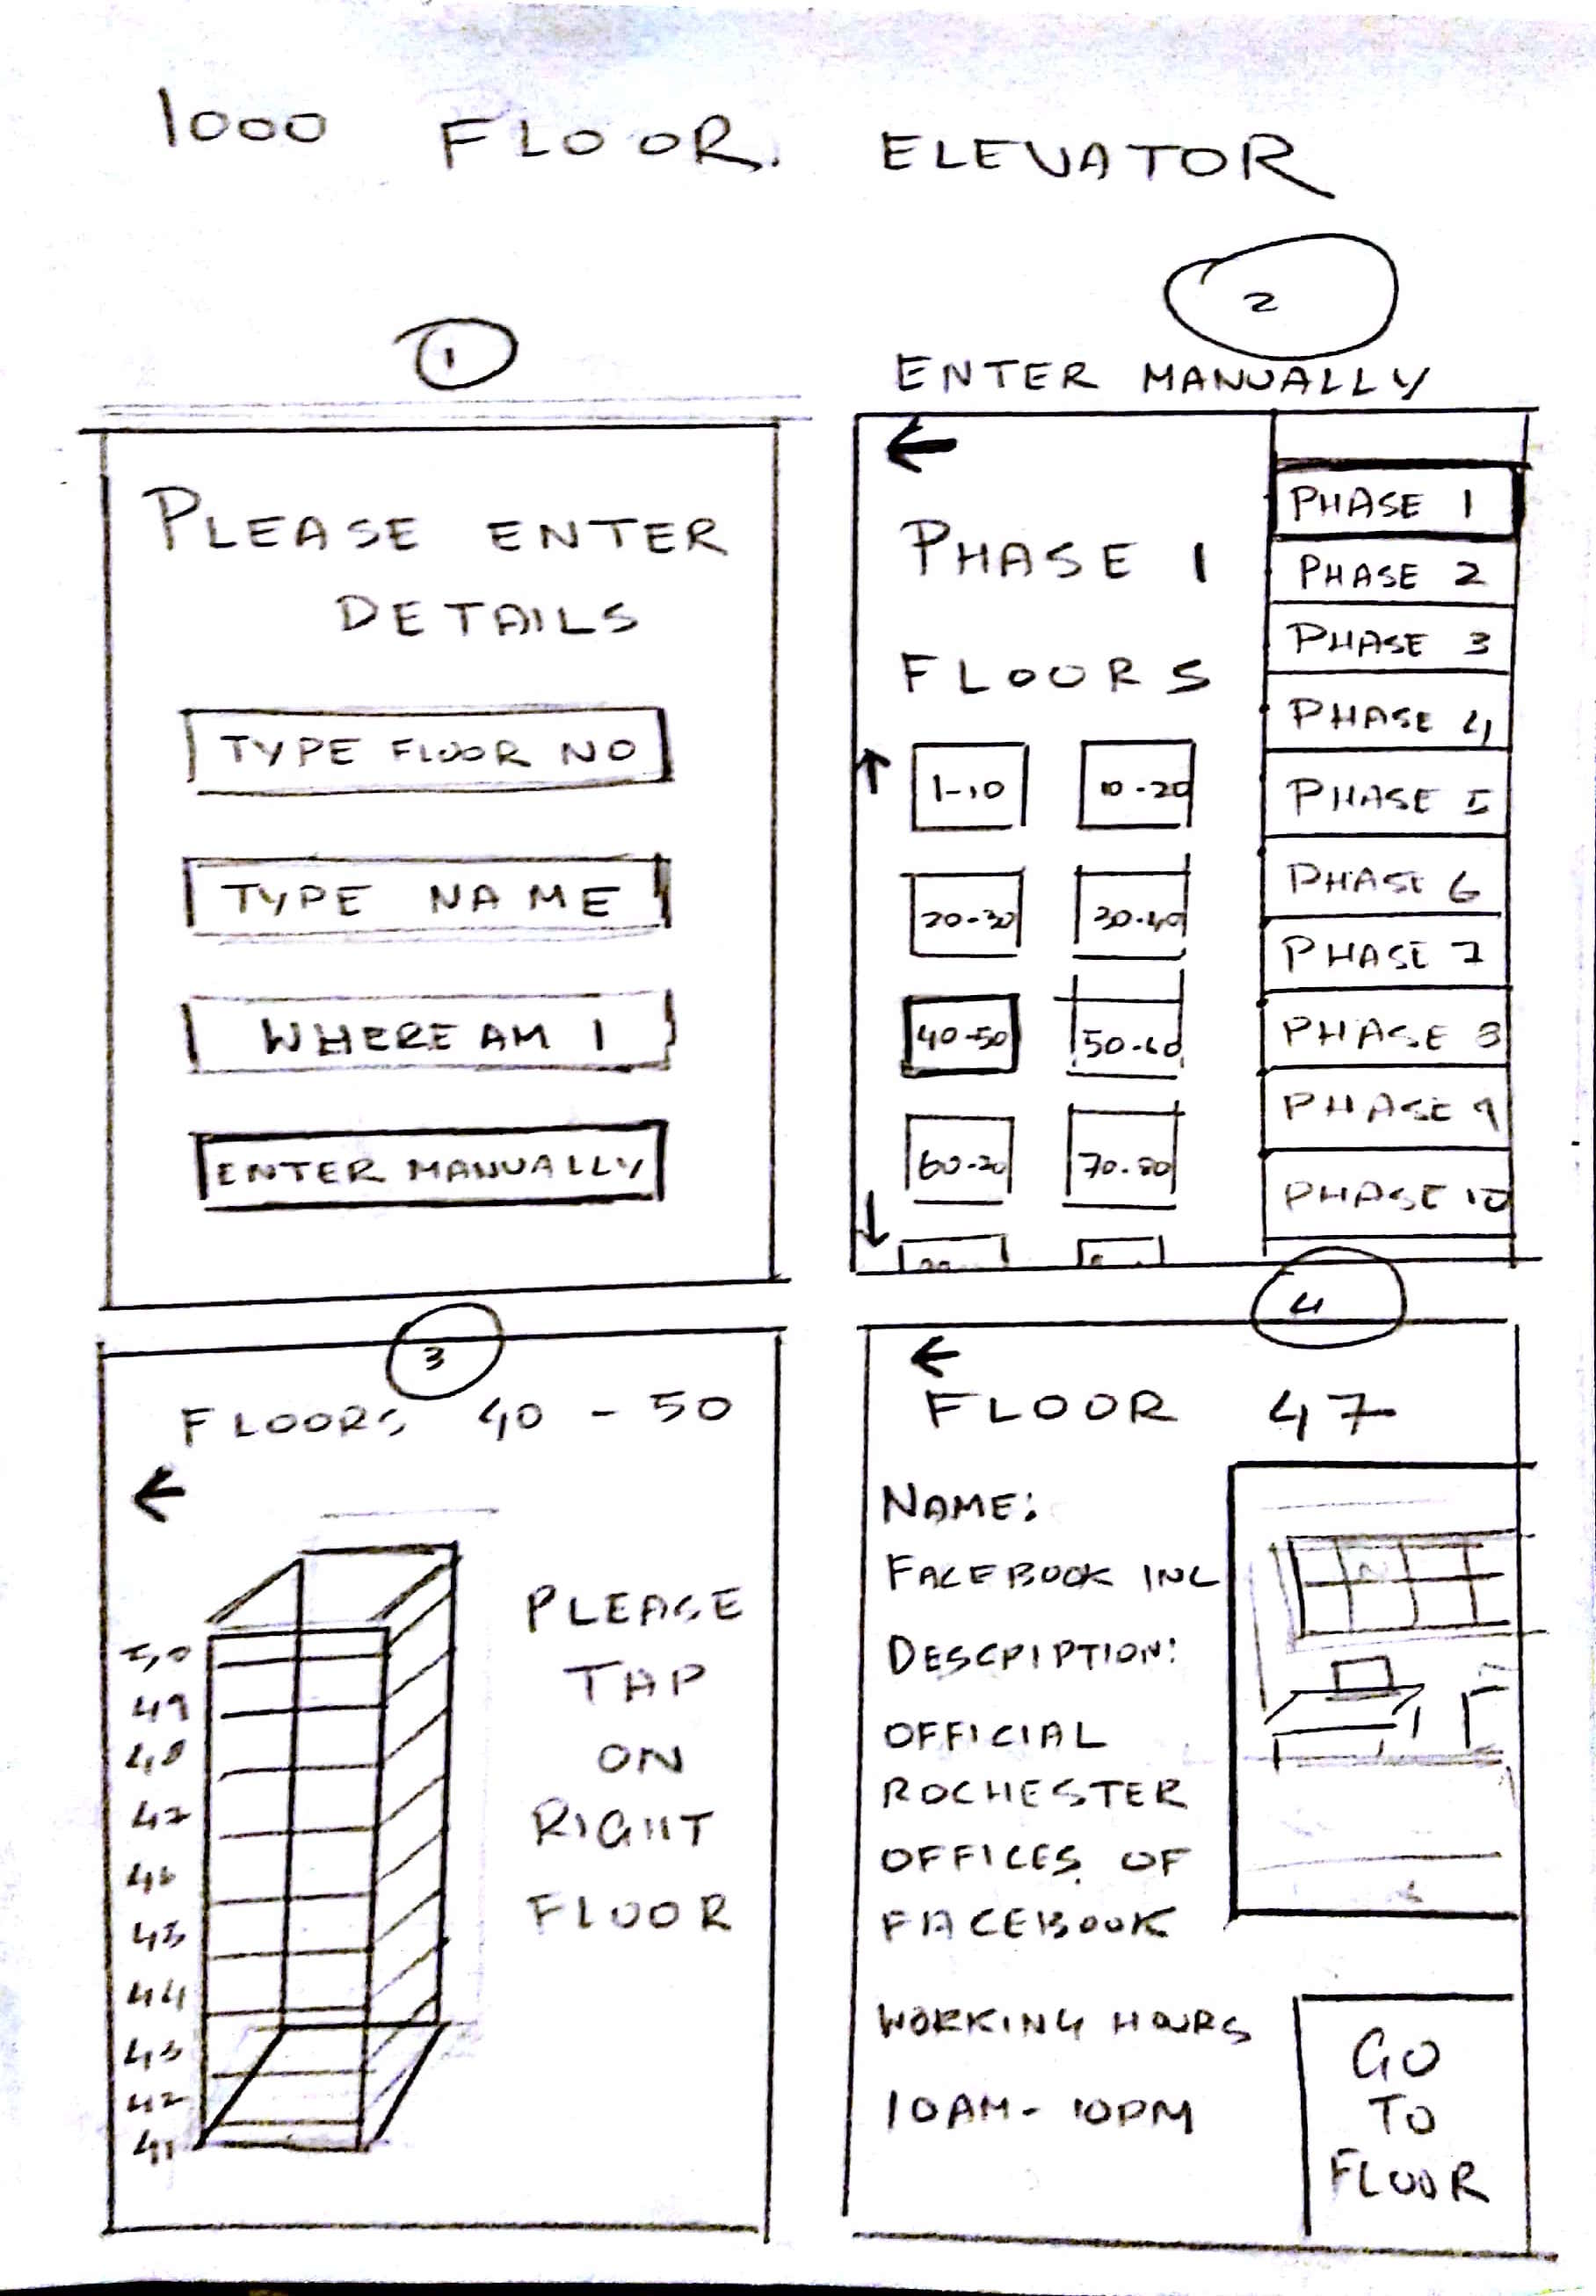 1000 FLOOR. ELEVATOR
1
PLEASE ENTER
DETAILS
TYPE FLOOR NO
TYPE NAME
WHERE AM I
ENTER MANUALLY
2
ENTER MANUALLY
←
PHASE 1
FLOORS
↑
1-10 10-20
20-30 30-40
40-50 50-60
60-70 70-80
↓
PHASE 1
PHASE 2
PHASE 3
PHASE 4
PHASE 5
PHASE 6
PHASE 7
PHASE 8
PHASE 9
PHASE 10
3
FLOORS 40 - 50
←
50
49
48
47
46
45
44
43
42
41
PLEASE
TAP
ON
RIGHT
FLOOR
4
←
FLOOR 47
NAME:
FACEBOOK INC
DESCRIPTION:
OFFICIAL
ROCHESTER
OFFICES OF
FACEBOOK
WORKING HOURS
10AM - 10PM
GO
TO
FLOOR